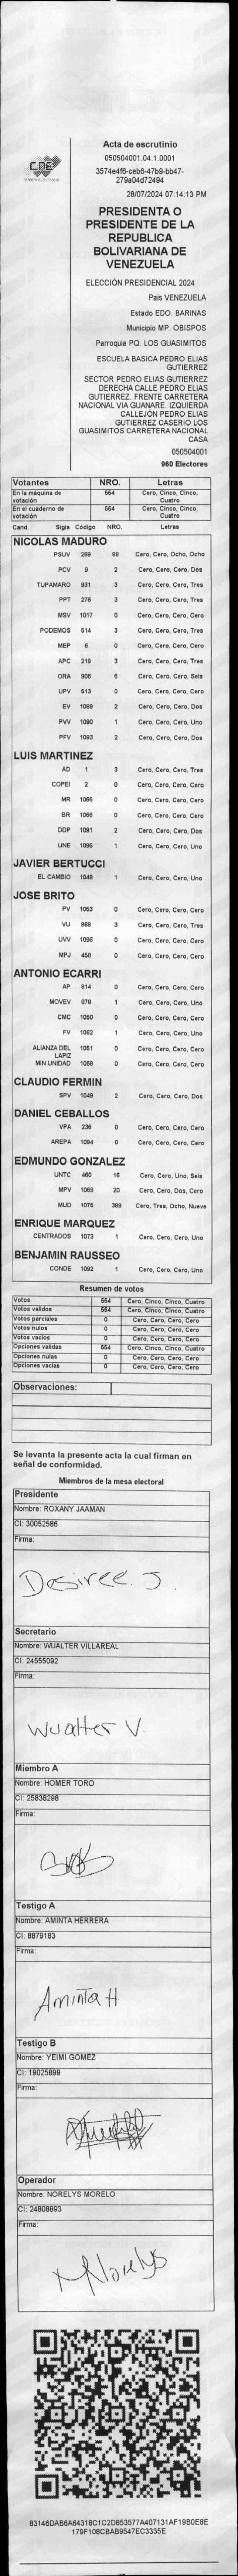 CNE
Acta de escrutinio
050504001.04.1.0001
3574e4f6-ceb6-47b9-bb47-
279a04d72494
28/07/2024 07:14:13 PM
PRESIDENTA O
PRESIDENTE DE LA
REPUBLICA
BOLIVARIANA DE
VENEZUELA
ELECCIÓN PRESIDENCIAL 2024
Pais VENEZUELA
Estado EDO. BARINAS
Municipio MP. OBISPOS
Parroquia PQ. LOS GUASIMITOS
ESCUELA BASICA PEDRO ELIAS
GUTIERREZ
SECTOR PEDRO ELIAS GUTIERREZ
DERECHA CALLE PEDRO ELIAS
GUTIERREZ. FRENTE CARRETERA
NACIONAL VIA GUANARE. IZQUIERDA
CALLEJÓN PEDRO ELIAS
GUTIERREZ CASERIO LOS
GUASIMITOS CARRETERA NACIONAL
CASA
050504001
960 Electores
Votantes NRO. Letras
En la máquina de votación 554 Cero, Cinco, Cinco, Cuatro
En el cuaderno de votación 554 Cero, Cinco, Cinco, Cuatro
Cand. Sigla Código NRO. Letras
NICOLAS MADURO
PSUV 269 88 Cero, Cero, Ocho, Ocho
PCV 9 2 Cero, Cero, Cero, Dos
TUPAMARO 931 3 Cero, Cero, Cero, Tres
PPT 276 3 Cero, Cero, Cero, Tres
MSV 1017 0 Cero, Cero, Cero, Cero
PODEMOS 514 3 Cero, Cero, Cero, Tres
MEP 6 0 Cero, Cero, Cero, Cero
APC 219 3 Cero, Cero, Cero, Tres
ORA 906 6 Cero, Cero, Cero, Seis
UPV 513 0 Cero, Cero, Cero, Cero
EV 1089 2 Cero, Cero, Cero, Dos
PVV 1090 1 Cero, Cero, Cero, Uno
PFV 1093 2 Cero, Cero, Cero, Dos
LUIS MARTINEZ
AD 1 3 Cero, Cero, Cero, Tres
COPEI 2 0 Cero, Cero, Cero, Cero
MR 1065 0 Cero, Cero, Cero, Cero
BR 1066 0 Cero, Cero, Cero, Cero
DDP 1091 2 Cero, Cero, Cero, Dos
UNE 1095 1 Cero, Cero, Cero, Uno
JAVIER BERTUCCI
EL CAMBIO 1048 1 Cero, Cero, Cero, Uno
JOSE BRITO
PV 1053 0 Cero, Cero, Cero, Cero
VU 968 3 Cero, Cero, Cero, Tres
UVV 1096 0 Cero, Cero, Cero, Cero
MPJ 458 0 Cero, Cero, Cero, Cero
ANTONIO ECARRI
AP 814 0 Cero, Cero, Cero, Cero
MOVEV 978 1 Cero, Cero, Cero, Uno
CMC 1050 0 Cero, Cero, Cero, Cero
FV 1062 1 Cero, Cero, Cero, Uno
ALIANZA DEL LAPIZ 1051 0 Cero, Cero, Cero, Cero
MIN UNIDAD 1068 0 Cero, Cero, Cero, Cero
CLAUDIO FERMIN
SPV 1049 2 Cero, Cero, Cero, Dos
DANIEL CEBALLOS
VPA 236 0 Cero, Cero, Cero, Cero
AREPA 1094 0 Cero, Cero, Cero, Cero
EDMUNDO GONZALEZ
UNTC 460 16 Cero, Cero, Uno, Seis
MPV 1069 20 Cero, Cero, Dos, Cero
MUD 1075 389 Cero, Tres, Ocho, Nueve
ENRIQUE MARQUEZ
CENTRADOS 1073 1 Cero, Cero, Cero, Uno
BENJAMIN RAUSSEO
CONDE 1092 1 Cero, Cero, Cero, Uno
Resumen de votos
Votos 554 Cero, Cinco, Cinco, Cuatro
Votos validos 554 Cero, Cinco, Cinco, Cuatro
Votos parciales 0 Cero, Cero, Cero, Cero
Votos nulos 0 Cero, Cero, Cero, Cero
Votos vacios 0 Cero, Cero, Cero, Cero
Opciones validas 554 Cero, Cinco, Cinco, Cuatro
Opciones nulas 0 Cero, Cero, Cero, Cero
Opciones vacias 0 Cero, Cero, Cero, Cero
Observaciones:
Se levanta la presente acta la cual firman en
señal de conformidad.
Miembros de la mesa electoral
Presidente
Nombre: ROXANY JAAMAN
CI: 30052586
Firma:
Desiree. J.
Secretario
Nombre: WUALTER VILLAREAL
CI: 24555092
Firma:
Wualter V.
Miembro A
Nombre: HOMER TORO
CI: 25838298
Firma:
Testigo A
Nombre: AMINTA HERRERA
CI: 8879183
Firma:
Aminta H
Testigo B
Nombre: YEIMI GOMEZ
CI: 19025899
Firma:
Operador
Nombre: NORELYS MORELO
CI: 24808893
Firma:
Norelys
83146DAB6A64318C1C2D853577A407131AF19B0E8E
179F108CBAB9547EC3335E